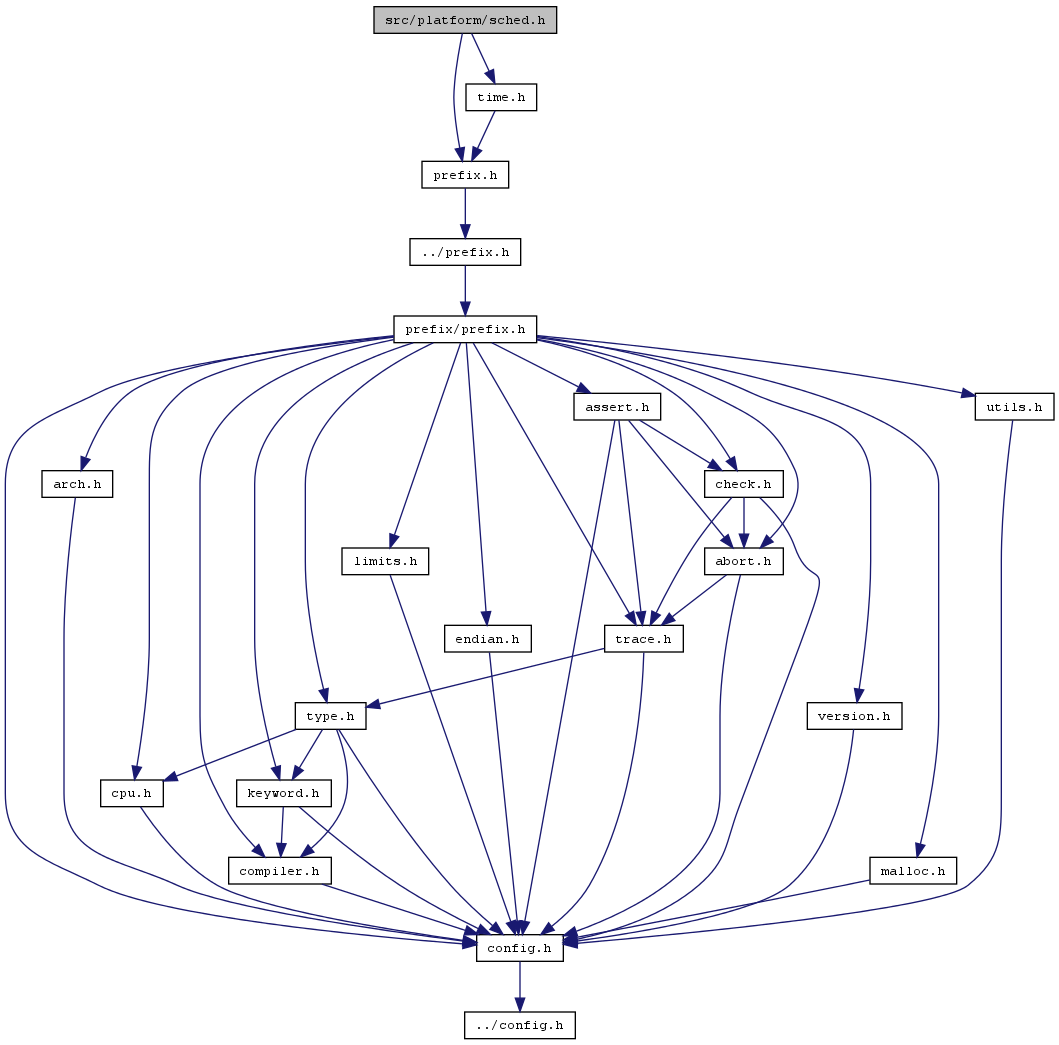 src/platform/sched.h
time.h
prefix.h
../prefix.h
prefix/prefix.h
assert.h
utils.h
arch.h
check.h
limits.h
abort.h
endian.h
trace.h
type.h
version.h
cpu.h
keyword.h
compiler.h
malloc.h
config.h
../config.h